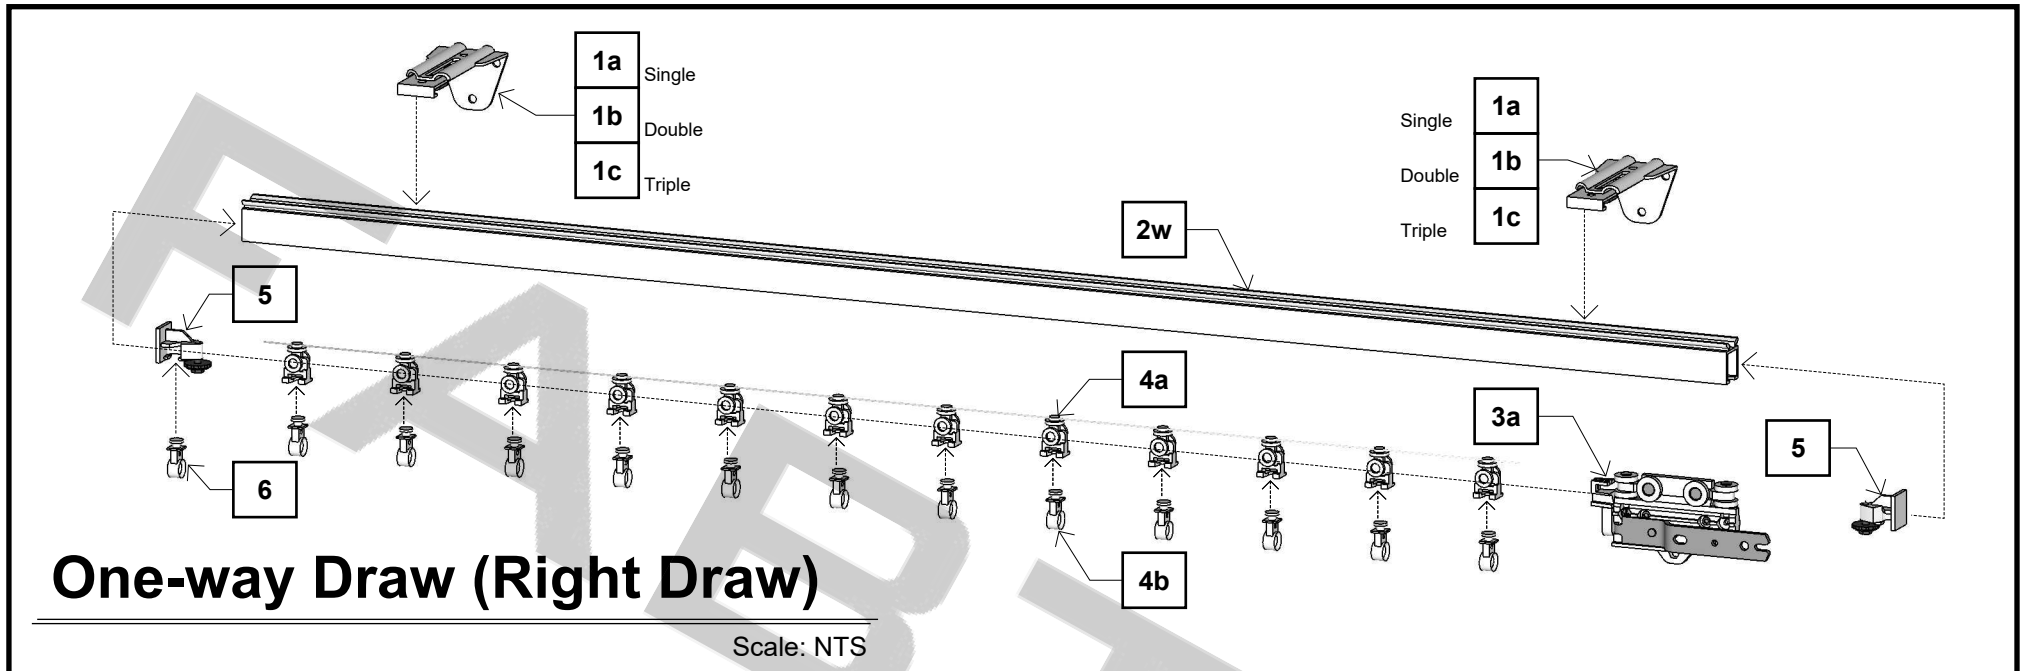 1a Single
1b Double
1c Triple
Single 1a
Double 1b
Triple 1c
2w
5
4a
3a
5
6
4b
One-way Draw (Right Draw)
Scale: NTS